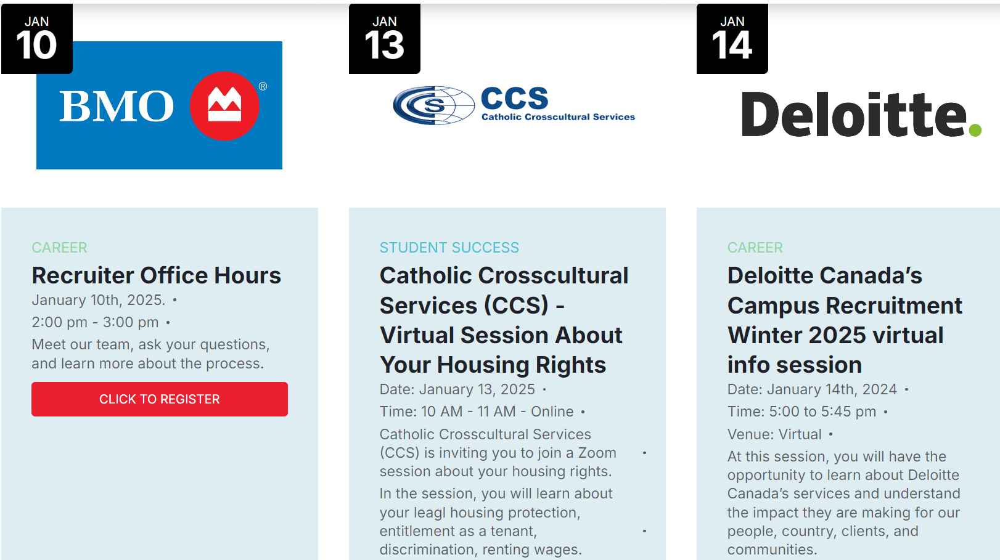 JAN
10
BMO ®
CAREER
Recruiter Office Hours
January 10th, 2025. •
2:00 pm - 3:00 pm •
Meet our team, ask your questions,
and learn more about the process.
CLICK TO REGISTER
JAN
13
CCS
S
Catholic Crosscultural Services
STUDENT SUCCESS
Catholic Crosscultural
Services (CCS) -
Virtual Session About
Your Housing Rights
Date: January 13, 2025 •
Time: 10 AM - 11 AM - Online •
Catholic Crosscultural Services
(CCS) is inviting you to join a Zoom •
session about your housing rights.
In the session, you will learn about
your leagl housing protection,
entitlement as a tenant, •
discrimination, renting wages.
JAN
14
Deloitte.
CAREER
Deloitte Canada’s
Campus Recruitment
Winter 2025 virtual
info session
Date: January 14th, 2024 •
Time: 5:00 to 5:45 pm •
Venue: Virtual •
At this session, you will have the
opportunity to learn about Deloitte
Canada’s services and understand
the impact they are making for our
people, country, clients, and
communities.